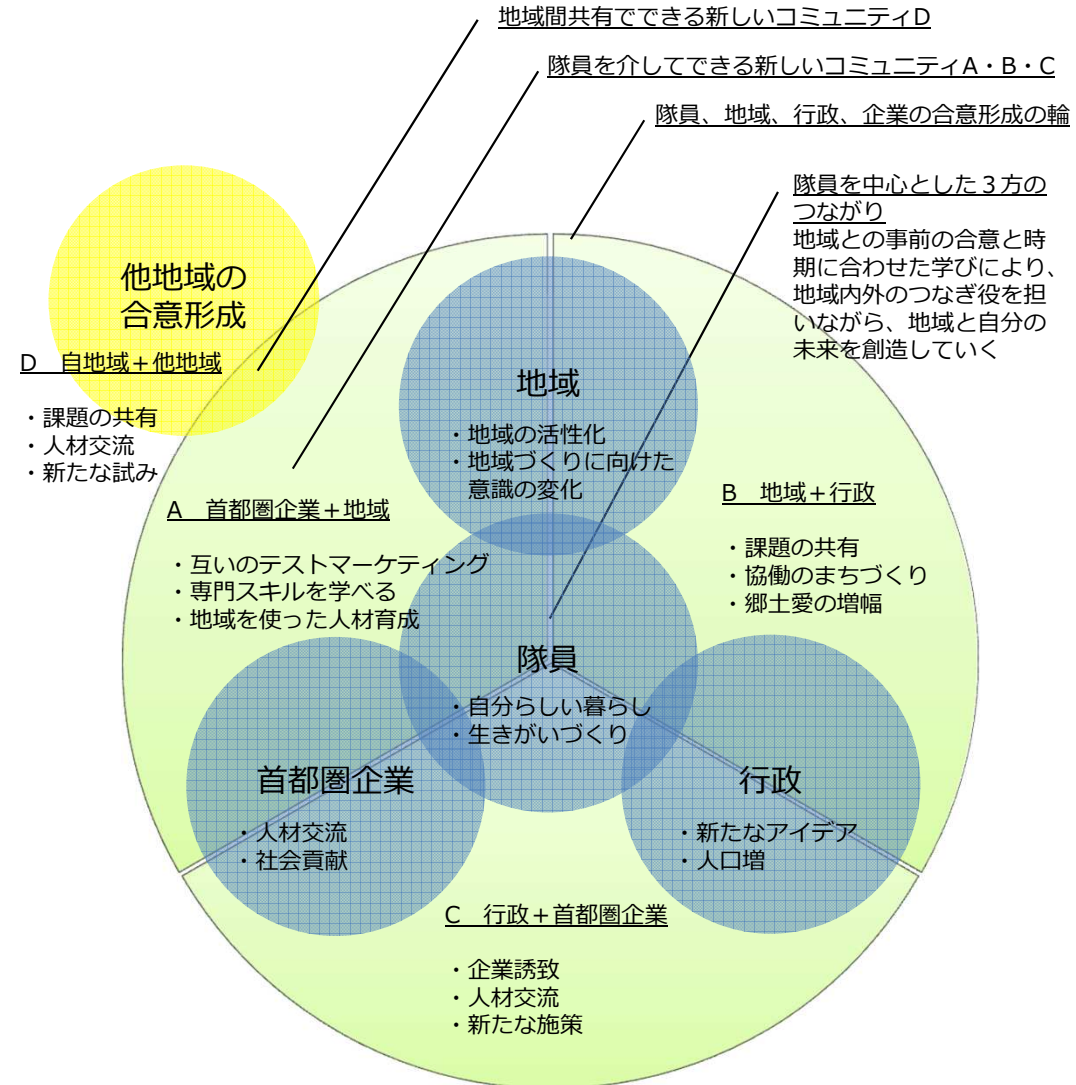 地域間共有でできる新しいコミュニティD
隊員を介してできる新しいコミュニティA・B・C
隊員、地域、行政、企業の合意形成の輪
隊員を中心とした３方の
つながり
地域との事前の合意と時
期に合わせた学びにより、
地域内外のつなぎ役を担
いながら、地域と自分の
未来を創造していく
他地域の
合意形成
D　自地域＋他地域
・課題の共有
・人材交流
・新たな試み
地域
・地域の活性化
・地域づくりに向けた
意識の変化
A　首都圏企業＋地域
・互いのテストマーケティング
・専門スキルを学べる
・地域を使った人材育成
B　地域＋行政
・課題の共有
・協働のまちづくり
・郷土愛の増幅
隊員
・自分らしい暮らし
・生きがいづくり
首都圏企業
・人材交流
・社会貢献
行政
・新たなアイデア
・人口増
C　行政＋首都圏企業
・企業誘致
・人材交流
・新たな施策